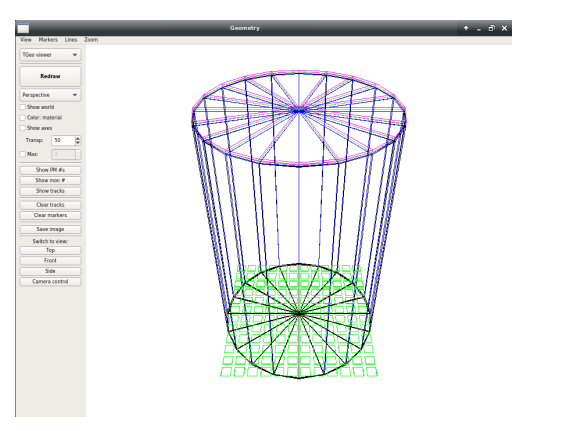 Geometry
View Markers Lines Zoom
TGeo viewer
Redraw
Perspective
Show world
Color: material
Show axes
Transp: 50
Max:
Show PM #s
Show mon #
Show tracks
Clear tracks
Clear markers
Save image
Switch to view:
Top
Front
Side
Camera control